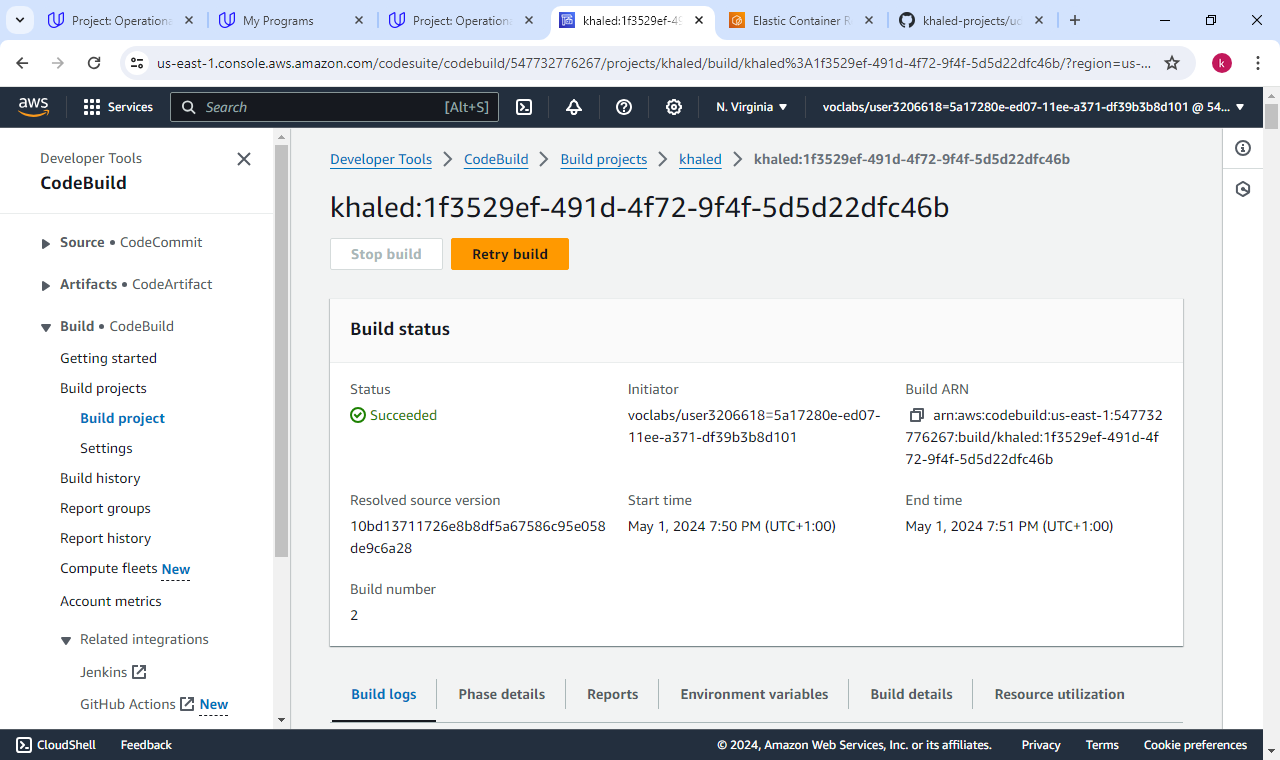 Project: Operationa
My Programs
Project: Operationa
khaled:1f3529ef-491
Elastic Container R
khaled-projects/ud
us-east-1.console.aws.amazon.com/codesuite/codebuild/547732776267/projects/khaled/build/khaled%3A1f3529ef-491d-4f72-9f4f-5d5d22dfc46b/?region=us-...
k
aws
Services
Search
[Alt+S]
N. Virginia
voclabs/user3206618=5a17280e-ed07-11ee-a371-df39b3b8d101 @ 54...
Developer Tools
CodeBuild
Source • CodeCommit
Artifacts • CodeArtifact
Build • CodeBuild
Getting started
Build projects
Build project
Settings
Build history
Report groups
Report history
Compute fleets New
Account metrics
Related integrations
Jenkins
GitHub Actions New
Developer Tools
CodeBuild
Build projects
khaled
khaled:1f3529ef-491d-4f72-9f4f-5d5d22dfc46b
khaled:1f3529ef-491d-4f72-9f4f-5d5d22dfc46b
Stop build
Retry build
Build status
Status
Succeeded
Initiator
voclabs/user3206618=5a17280e-ed07-
11ee-a371-df39b3b8d101
Build ARN
arn:aws:codebuild:us-east-1:547732
776267:build/khaled:1f3529ef-491d-4f
72-9f4f-5d5d22dfc46b
Resolved source version
10bd13711726e8b8df5a67586c95e058
de9c6a28
Start time
May 1, 2024 7:50 PM (UTC+1:00)
End time
May 1, 2024 7:51 PM (UTC+1:00)
Build number
2
Build logs
Phase details
Reports
Environment variables
Build details
Resource utilization
CloudShell
Feedback
© 2024, Amazon Web Services, Inc. or its affiliates.
Privacy
Terms
Cookie preferences